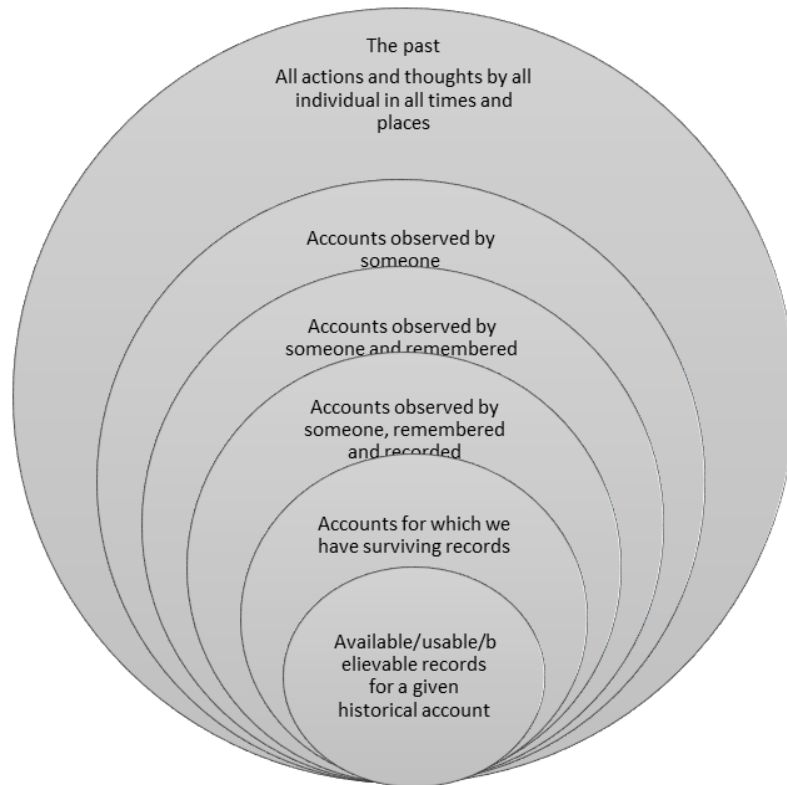 The past
All actions and thoughts by all
individual in all times and
places
Accounts observed by
someone
Accounts observed by
someone and remembered
Accounts observed by
someone, remembered
and recorded
Accounts for which we
have surviving records
Available/usable/b
elievable records
for a given
historical account